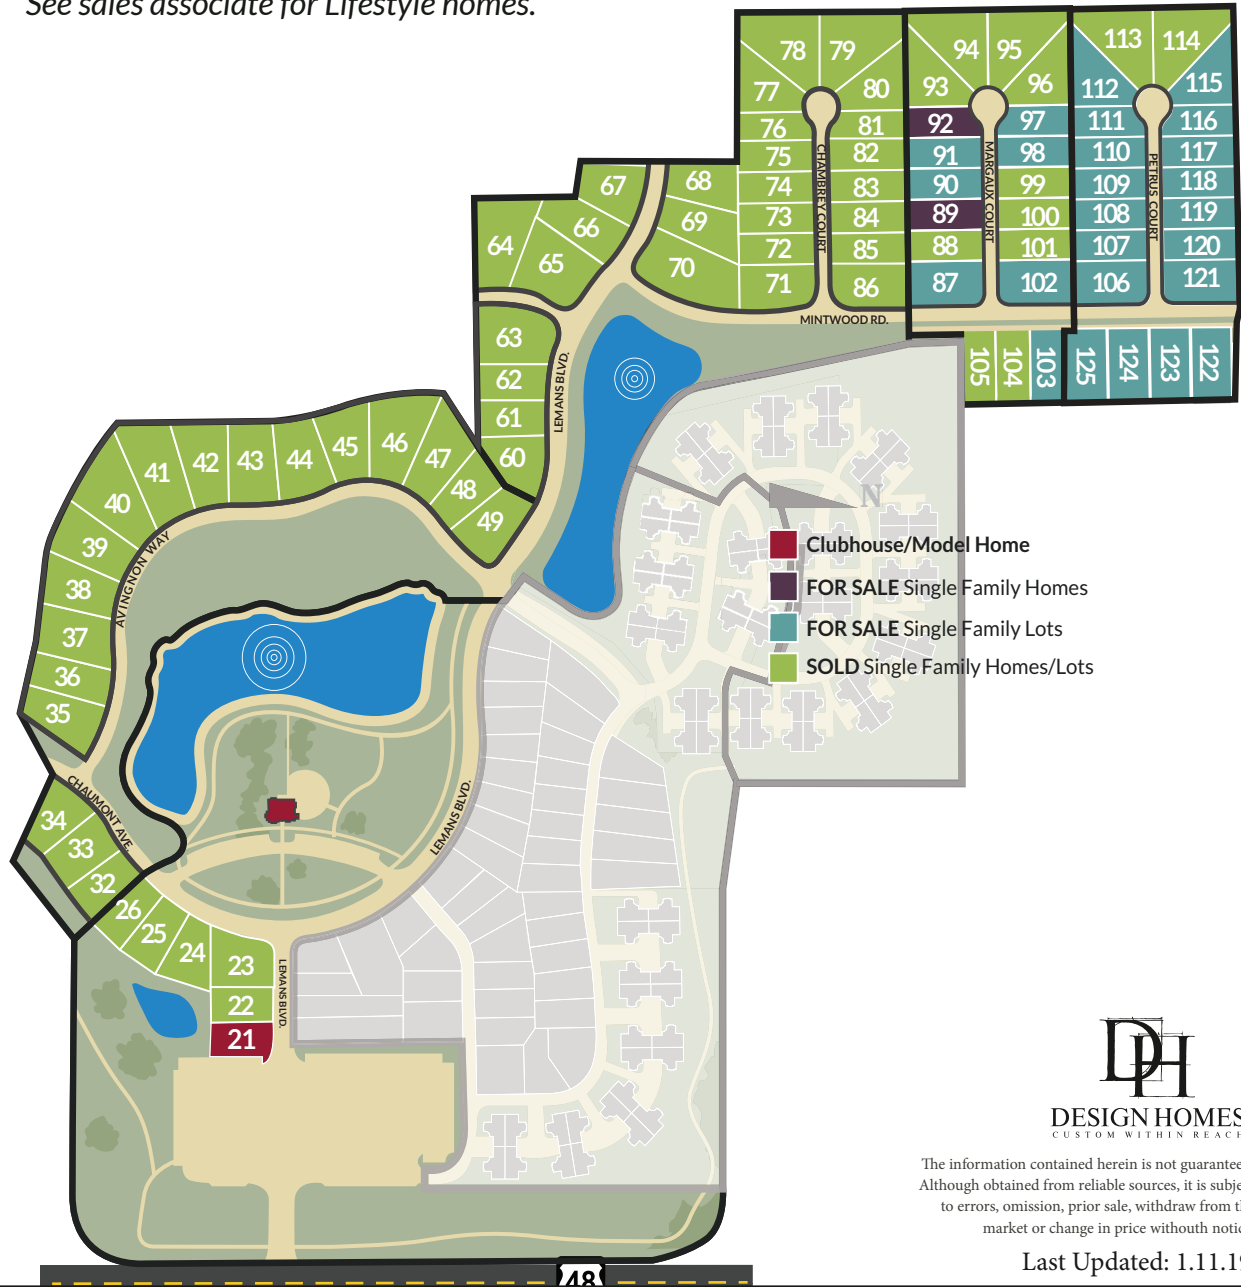 See sales associate for Lifestyle homes.
78 79
77 80
76 81
75 82
74 83
73 84
72 85
71 86
CHAMBREY COURT
94 95
93 96
92 97
91 98
90 99
89 100
88 101
87 102
MARGAUX COURT
113 114
112 115
111 116
110 117
109 118
108 119
107 120
106 121
PETRUS COURT
MINTWOOD RD.
105 104 103 125 124 123 122
67 68
66 69
64 65 70
63
62
61
60
LEMANS BLVD.
41 42 43 44 45 46 47
48
49
40
39
38
37
36
35
AVINGNON WAY
CHAUMONT AVE.
34
33
32
26
25
24
23
22
21
LEMANS BLVD.
LEMANS BLVD.
N
Clubhouse/Model Home
FOR SALE Single Family Homes
FOR SALE Single Family Lots
SOLD Single Family Homes/Lots
DH
DESIGN HOMES
CUSTOM WITHIN REACH
The information contained herein is not guarantee
Although obtained from reliable sources, it is subje
to errors, omission, prior sale, withdraw from th
market or change in price withouth notic
Last Updated: 1.11.19
48